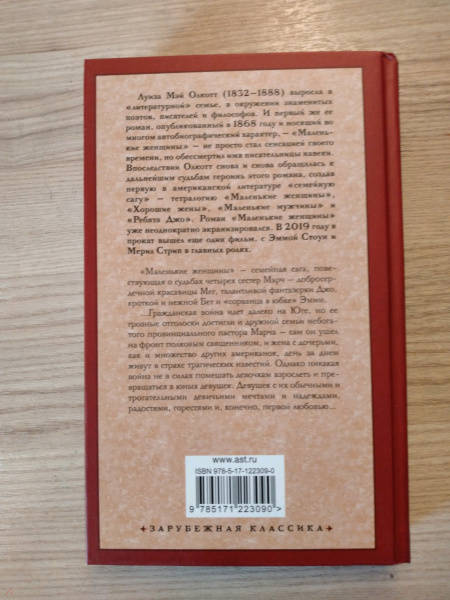 Луиза Мэй Олкотт (1832–1888) выросла в
«литературной» семье, в окружении знаменитых
поэтов, писателей и философов. И первый же ее
роман, опубликованный в 1868 году и носящий во
многом автобиографический характер, — «Малень-
кие женщины» — не просто стал сенсацией своего
времени, но обессмертил имя писательницы навеки.
Впоследствии Олкотт снова и снова обращалась к
дальнейшим судьбам героинь этого романа, создав
первую в американской литературе «семейную
сагу» — тетралогию «Маленькие женщины»,
«Хорошие жены», «Маленькие мужчины» и
«Ребята Джо». Роман «Маленькие женщины»
уже неоднократно экранизировался. В 2019 году в
прокат вышел еще один фильм, с Эммой Стоун и
Мерил Стрип в главных ролях.
«Маленькие женщины» — семейная сага, пове-
ствующая о судьбах четырех сестер Марч — добросер-
дечной красавицы Мег, талантливой фантазерки Джо,
кроткой и нежной Бет и «сорванца в юбке» Эмми.
...Гражданская война идет далеко на Юге, но ее
грозные отголоски достигли и дружной семьи небога-
того провинциального пастора Марча — сам он ушел
на фронт полковым священником, и жена с дочерьми,
как и множество других американок, день за днем
живут в страхе трагических известий. Однако никакая
война не в силах помешать девочкам взрослеть и пре-
вращаться в юных девушек. Девушек с их обычными и
трогательными девичьими мечтами и надеждами,
радостями, горестями и, конечно, первой любовью...
www.ast.ru
ISBN 978-5-17-122309-0
9 785171 223090 >
ЗАРУБЕЖНАЯ КЛАССИКА